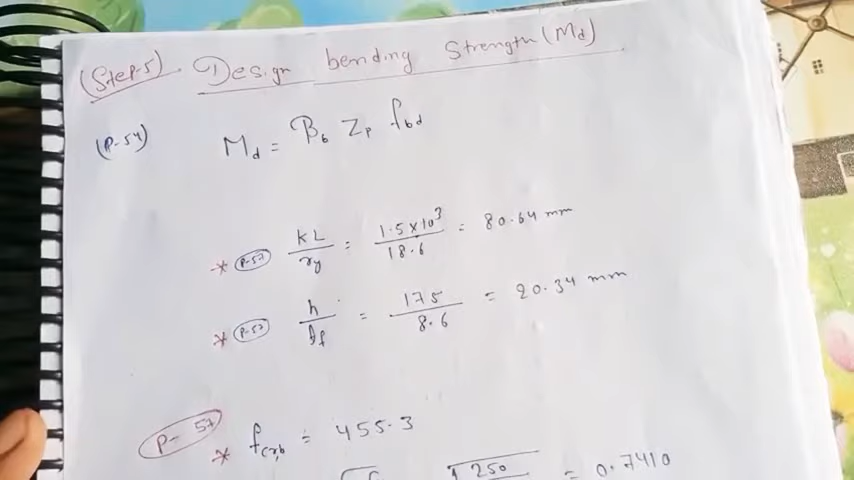 (Step-5) Design bending Strength (Md)
(P-54) Md = βb Zp fbd
* (P-57) KL/ry = 1.5×10³/18.6 = 80.64 mm
* (P-57) h/tf = 175/8.6 = 20.34 mm
(P-57) * fcr,b = 455.3
√250 = 0.7410